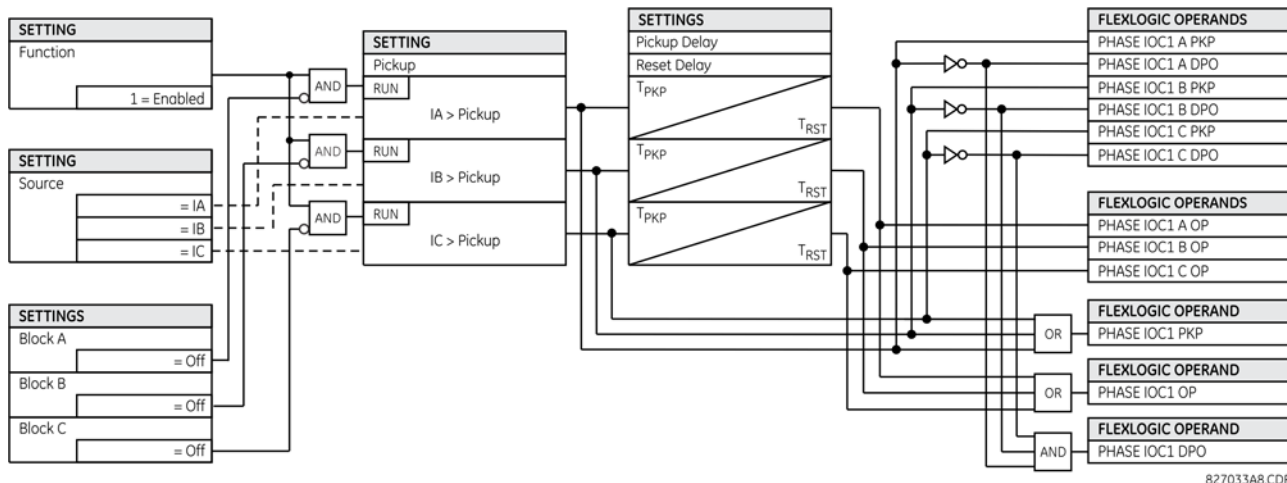 SETTING
Function
1 = Enabled
SETTING
Source
= IA
= IB
= IC
SETTINGS
Block A
= Off
Block B
= Off
Block C
= Off
AND
AND
AND
SETTING
Pickup
RUN
IA > Pickup
RUN
IB > Pickup
RUN
IC > Pickup
SETTINGS
Pickup Delay
Reset Delay
TPKP
TRST
TPKP
TRST
TPKP
TRST
OR
OR
AND
FLEXLOGIC OPERANDS
PHASE IOC1 A PKP
PHASE IOC1 A DPO
PHASE IOC1 B PKP
PHASE IOC1 B DPO
PHASE IOC1 C PKP
PHASE IOC1 C DPO
FLEXLOGIC OPERANDS
PHASE IOC1 A OP
PHASE IOC1 B OP
PHASE IOC1 C OP
FLEXLOGIC OPERAND
PHASE IOC1 PKP
FLEXLOGIC OPERAND
PHASE IOC1 OP
FLEXLOGIC OPERAND
PHASE IOC1 DPO